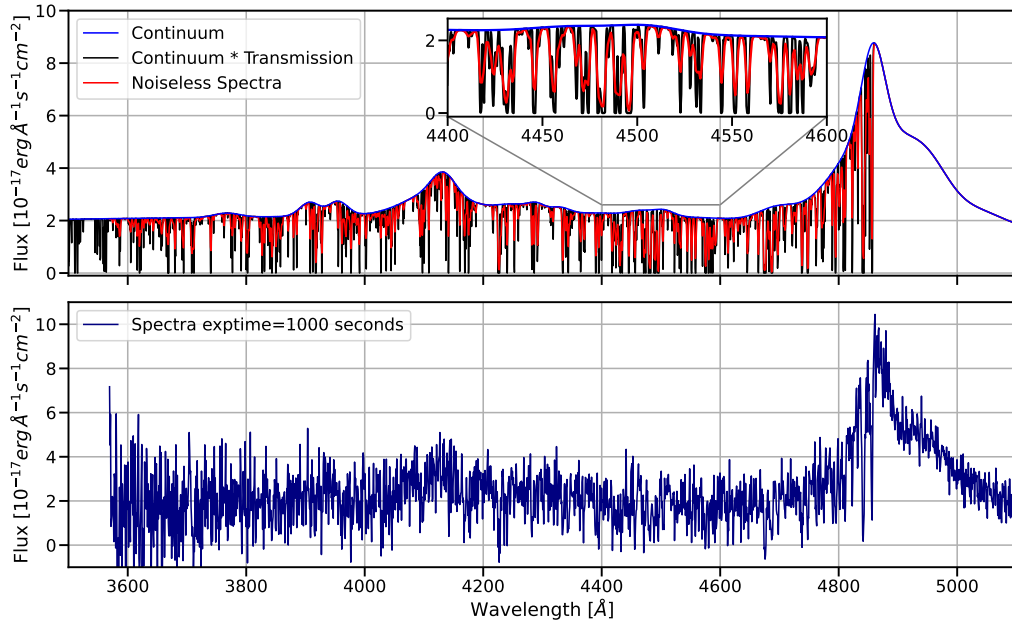 Flux [10⁻¹⁷ erg Å⁻¹ s⁻¹ cm⁻²]
10
8
6
4
2
0
Continuum
Continuum * Transmission
Noiseless Spectra
2
0
4400 4450 4500 4550 4600
Flux [10⁻¹⁷ erg Å⁻¹ s⁻¹ cm⁻²]
10
8
6
4
2
0
Spectra exptime=1000 seconds
3600 3800 4000 4200 4400 4600 4800 5000
Wavelength [Å]